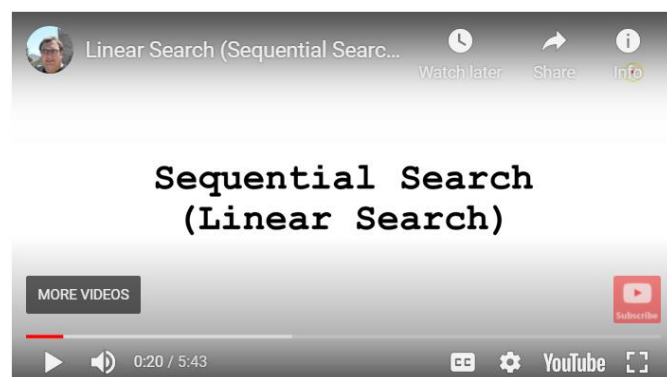 Linear Search (Sequential Searc...
Watch later
Share
Info
Sequential Search
(Linear Search)
MORE VIDEOS
Subscribe
0:20 / 5:43
CC
YouTube